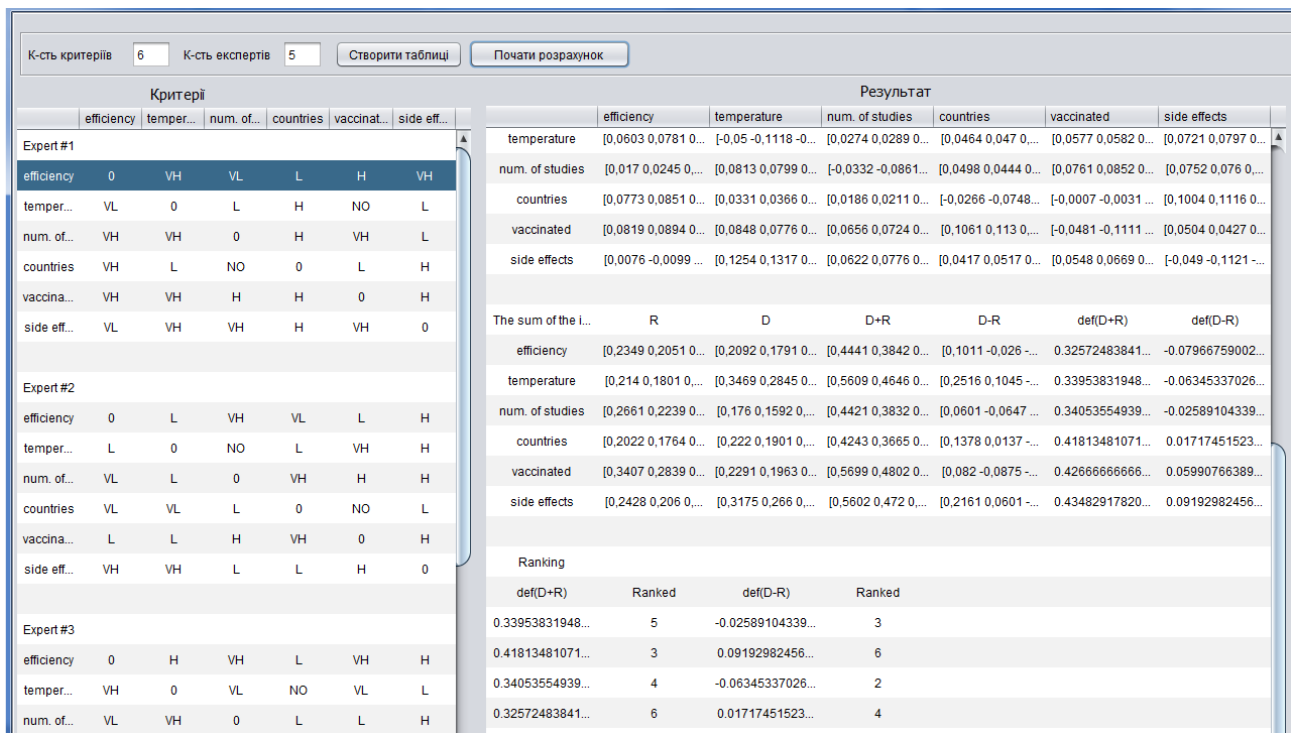 К-сть критеріїв 6 К-сть експертів 5 Створити таблиці Почати розрахунок
Критерії
efficiency temper... num. of... countries vaccinat... side eff...
Expert #1
efficiency 0 VH VL L H VH
temper... VL 0 L H NO L
num. of... VH VH 0 H VH L
countries VH L NO 0 L H
vaccina... VH VH H H 0 H
side eff... VL VH VH H VH 0
Expert #2
efficiency 0 L VH VL L H
temper... L 0 NO L VH H
num. of... VL L 0 VH H H
countries VL VL L 0 NO L
vaccina... L L H VH 0 H
side eff... VH VH L L H 0
Expert #3
efficiency 0 H VH L VH H
temper... VH 0 VL NO VL L
num. of... VL VH 0 L L H
Результат
efficiency temperature num. of studies countries vaccinated side effects
temperature [0,0603 0,0781 0... [-0,05 -0,1118 -0... [0,0274 0,0289 0... [0,0464 0,047 0,... [0,0577 0,0582 0... [0,0721 0,0797 0...
num. of studies [0,017 0,0245 0,... [0,0813 0,0799 0... [-0,0332 -0,0861... [0,0498 0,0444 0... [0,0761 0,0852 0... [0,0752 0,076 0,...
countries [0,0773 0,0851 0... [0,0331 0,0366 0... [0,0186 0,0211 0... [-0,0266 -0,0748... [-0,0007 -0,0031 ... [0,1004 0,1116 0...
vaccinated [0,0819 0,0894 0... [0,0848 0,0776 0... [0,0656 0,0724 0... [0,1061 0,113 0,... [-0,0481 -0,1111 ... [0,0504 0,0427 0...
side effects [0,0076 -0,0099 ... [0,1254 0,1317 0... [0,0622 0,0776 0... [0,0417 0,0517 0... [0,0548 0,0669 0... [-0,049 -0,1121 -...
The sum of the i... R D D+R D-R def(D+R) def(D-R)
efficiency [0,2349 0,2051 0... [0,2092 0,1791 0... [0,4441 0,3842 0... [0,1011 -0,026 -... 0.32572483841... -0.07966759002...
temperature [0,214 0,1801 0,... [0,3469 0,2845 0... [0,5609 0,4646 0... [0,2516 0,1045 -... 0.33953831948... -0.06345337026...
num. of studies [0,2661 0,2239 0... [0,176 0,1592 0,... [0,4421 0,3832 0... [0,0601 -0,0647 ... 0.34053554939... -0.02589104339...
countries [0,2022 0,1764 0... [0,222 0,1901 0,... [0,4243 0,3665 0... [0,1378 0,0137 -... 0.41813481071... 0.01717451523...
vaccinated [0,3407 0,2839 0... [0,2291 0,1963 0... [0,5699 0,4802 0... [0,082 -0,0875 -... 0.42666666666... 0.05990766389...
side effects [0,2428 0,206 0,... [0,3175 0,266 0,... [0,5602 0,472 0,... [0,2161 0,0601 -... 0.43482917820... 0.09192982456...
Ranking
def(D+R) Ranked def(D-R) Ranked
0.33953831948... 5 -0.02589104339... 3
0.41813481071... 3 0.09192982456... 6
0.34053554939... 4 -0.06345337026... 2
0.32572483841... 6 0.01717451523... 4